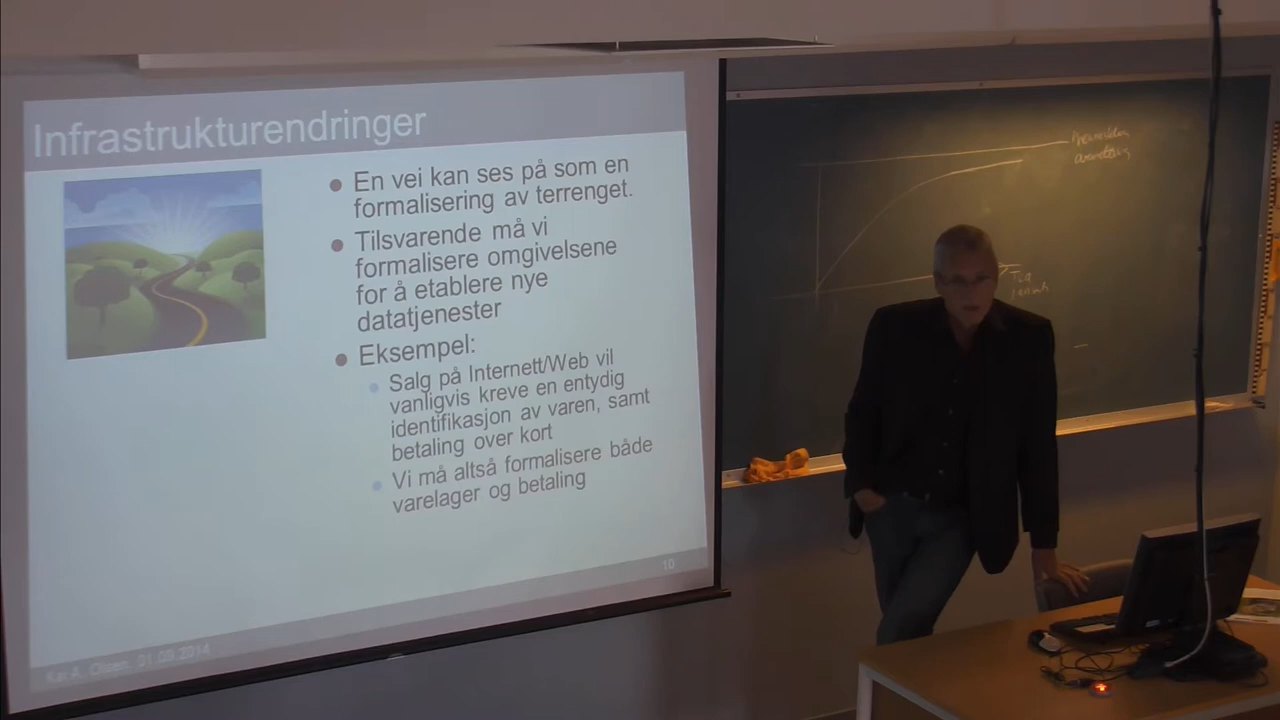 Infrastrukturendringer
En vei kan ses på som en
formalisering av terrenget.
Tilsvarende må vi
formalisere omgivelsene
for å etablere nye
datatjenester
Eksempel:
Salg på Internett/Web vil
vanligvis kreve en entydig
identifikasjon av varen, samt
betaling over kort
Vi må altså formalisere både
varelager og betaling
10
Kai A. Olsen, 01.09.2014